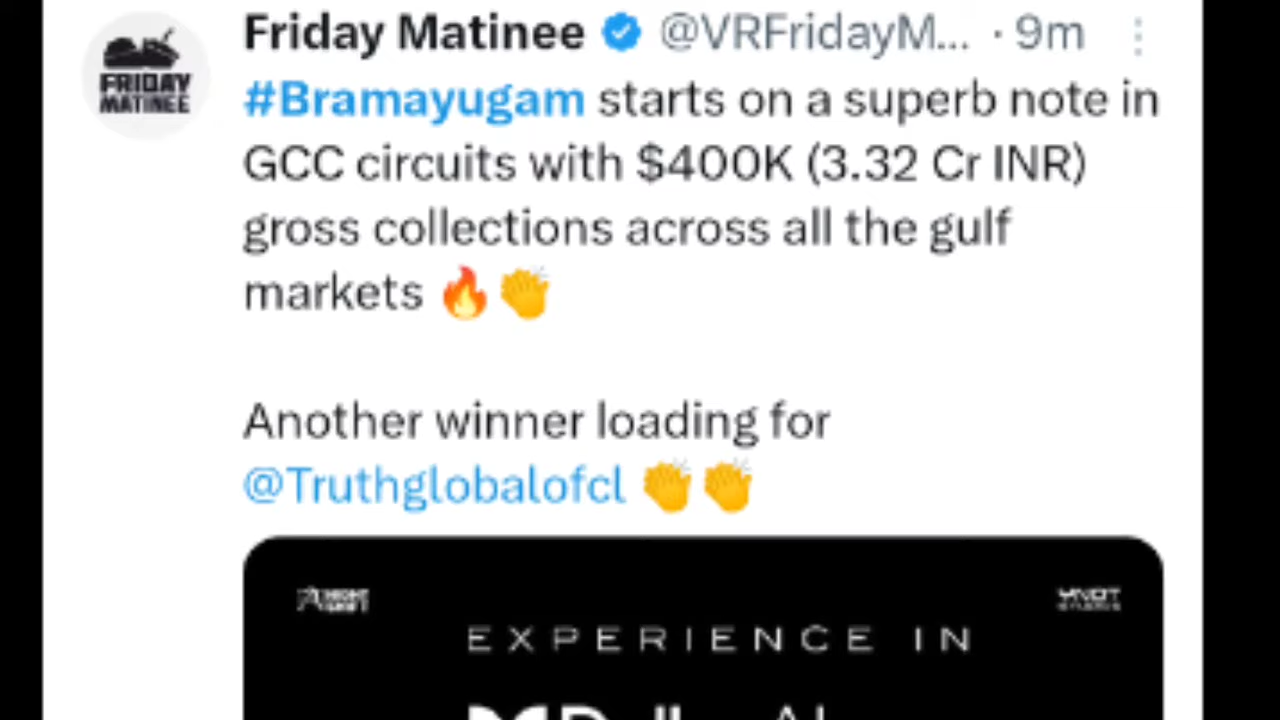 FRIDAY
MATINEE
Friday Matinee @VRFridayM... · 9m
#Bramayugam starts on a superb note in
GCC circuits with $400K (3.32 Cr INR)
gross collections across all the gulf
markets 🔥👏
Another winner loading for
@Truthglobalofcl 👏👏
EXPERIENCE IN